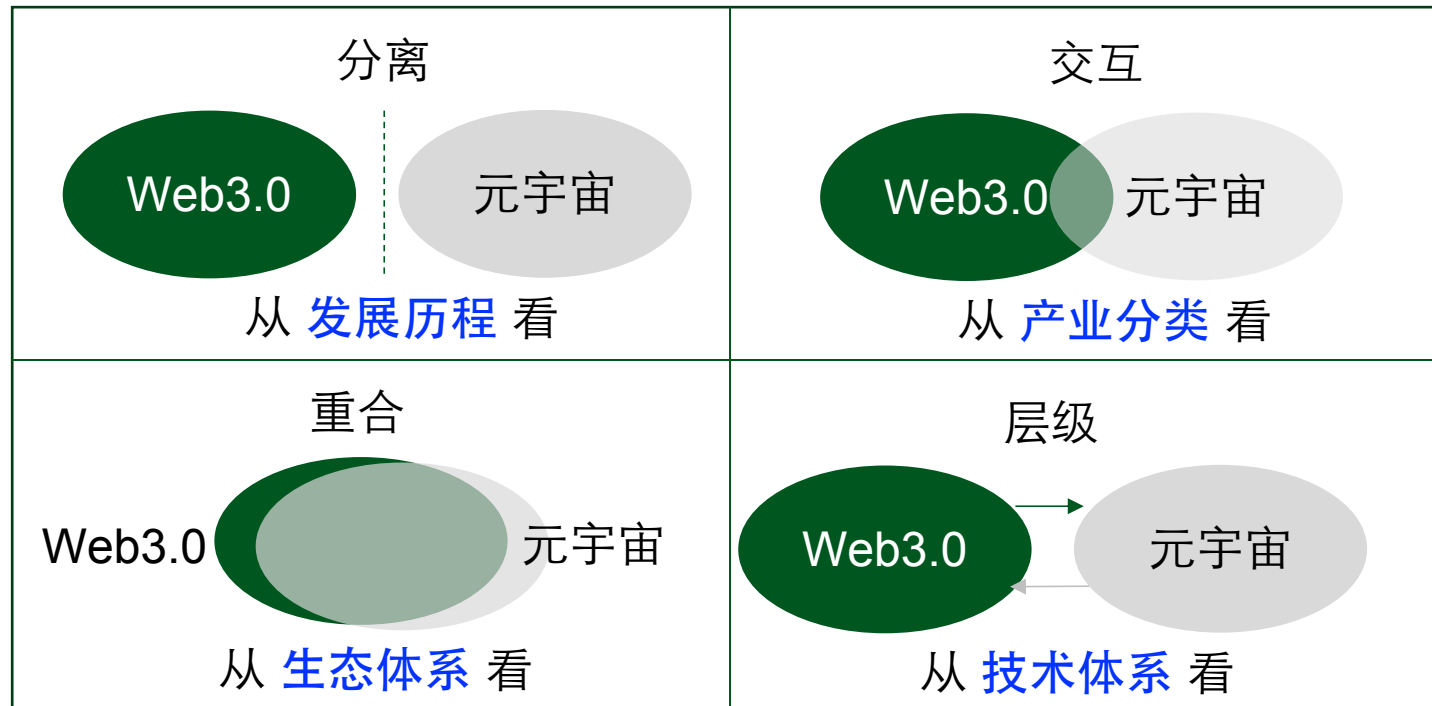 分离
Web3.0
元宇宙
从 发展历程 看
交互
Web3.0
元宇宙
从 产业分类 看
重合
Web3.0
元宇宙
从 生态体系 看
层级
Web3.0
元宇宙
从 技术体系 看